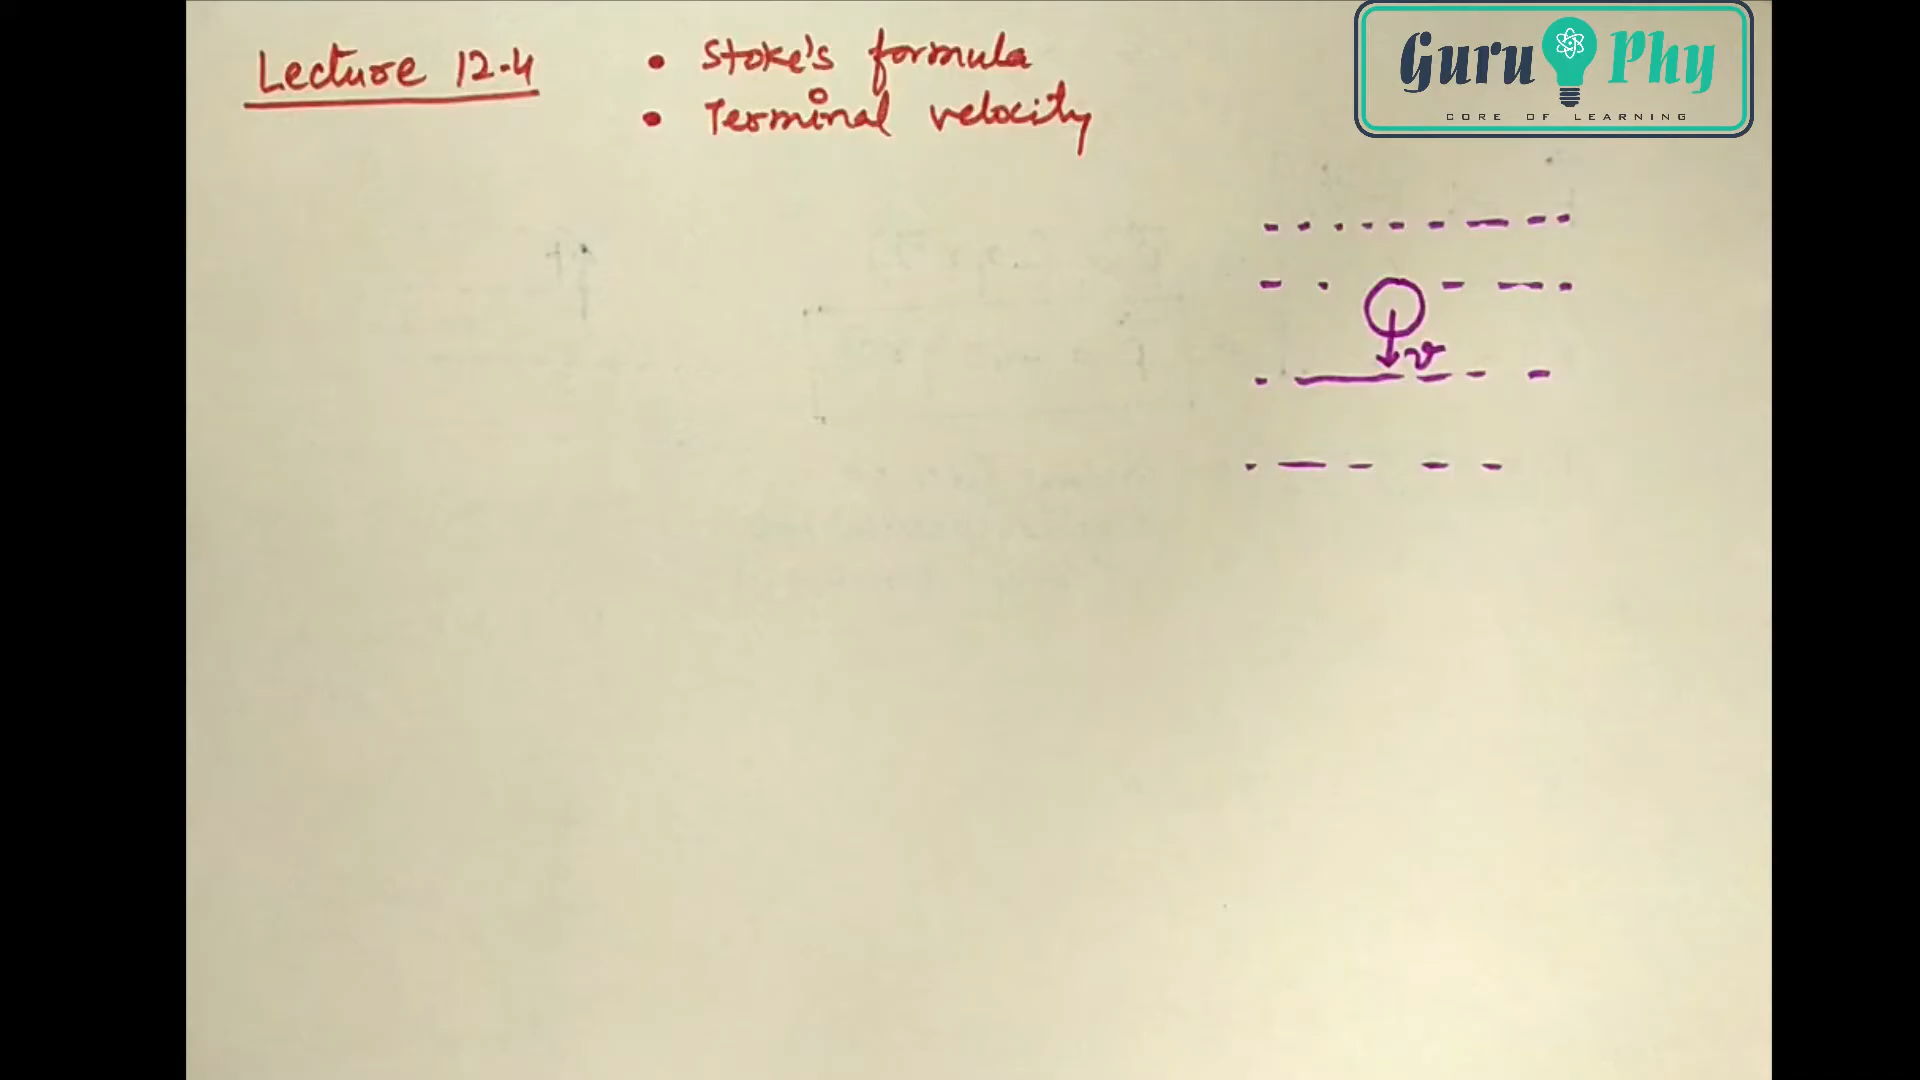 Lecture 12.4
• Stoke's formula
• Terminal velocity
Guru Phy
CORE OF LEARNING
v